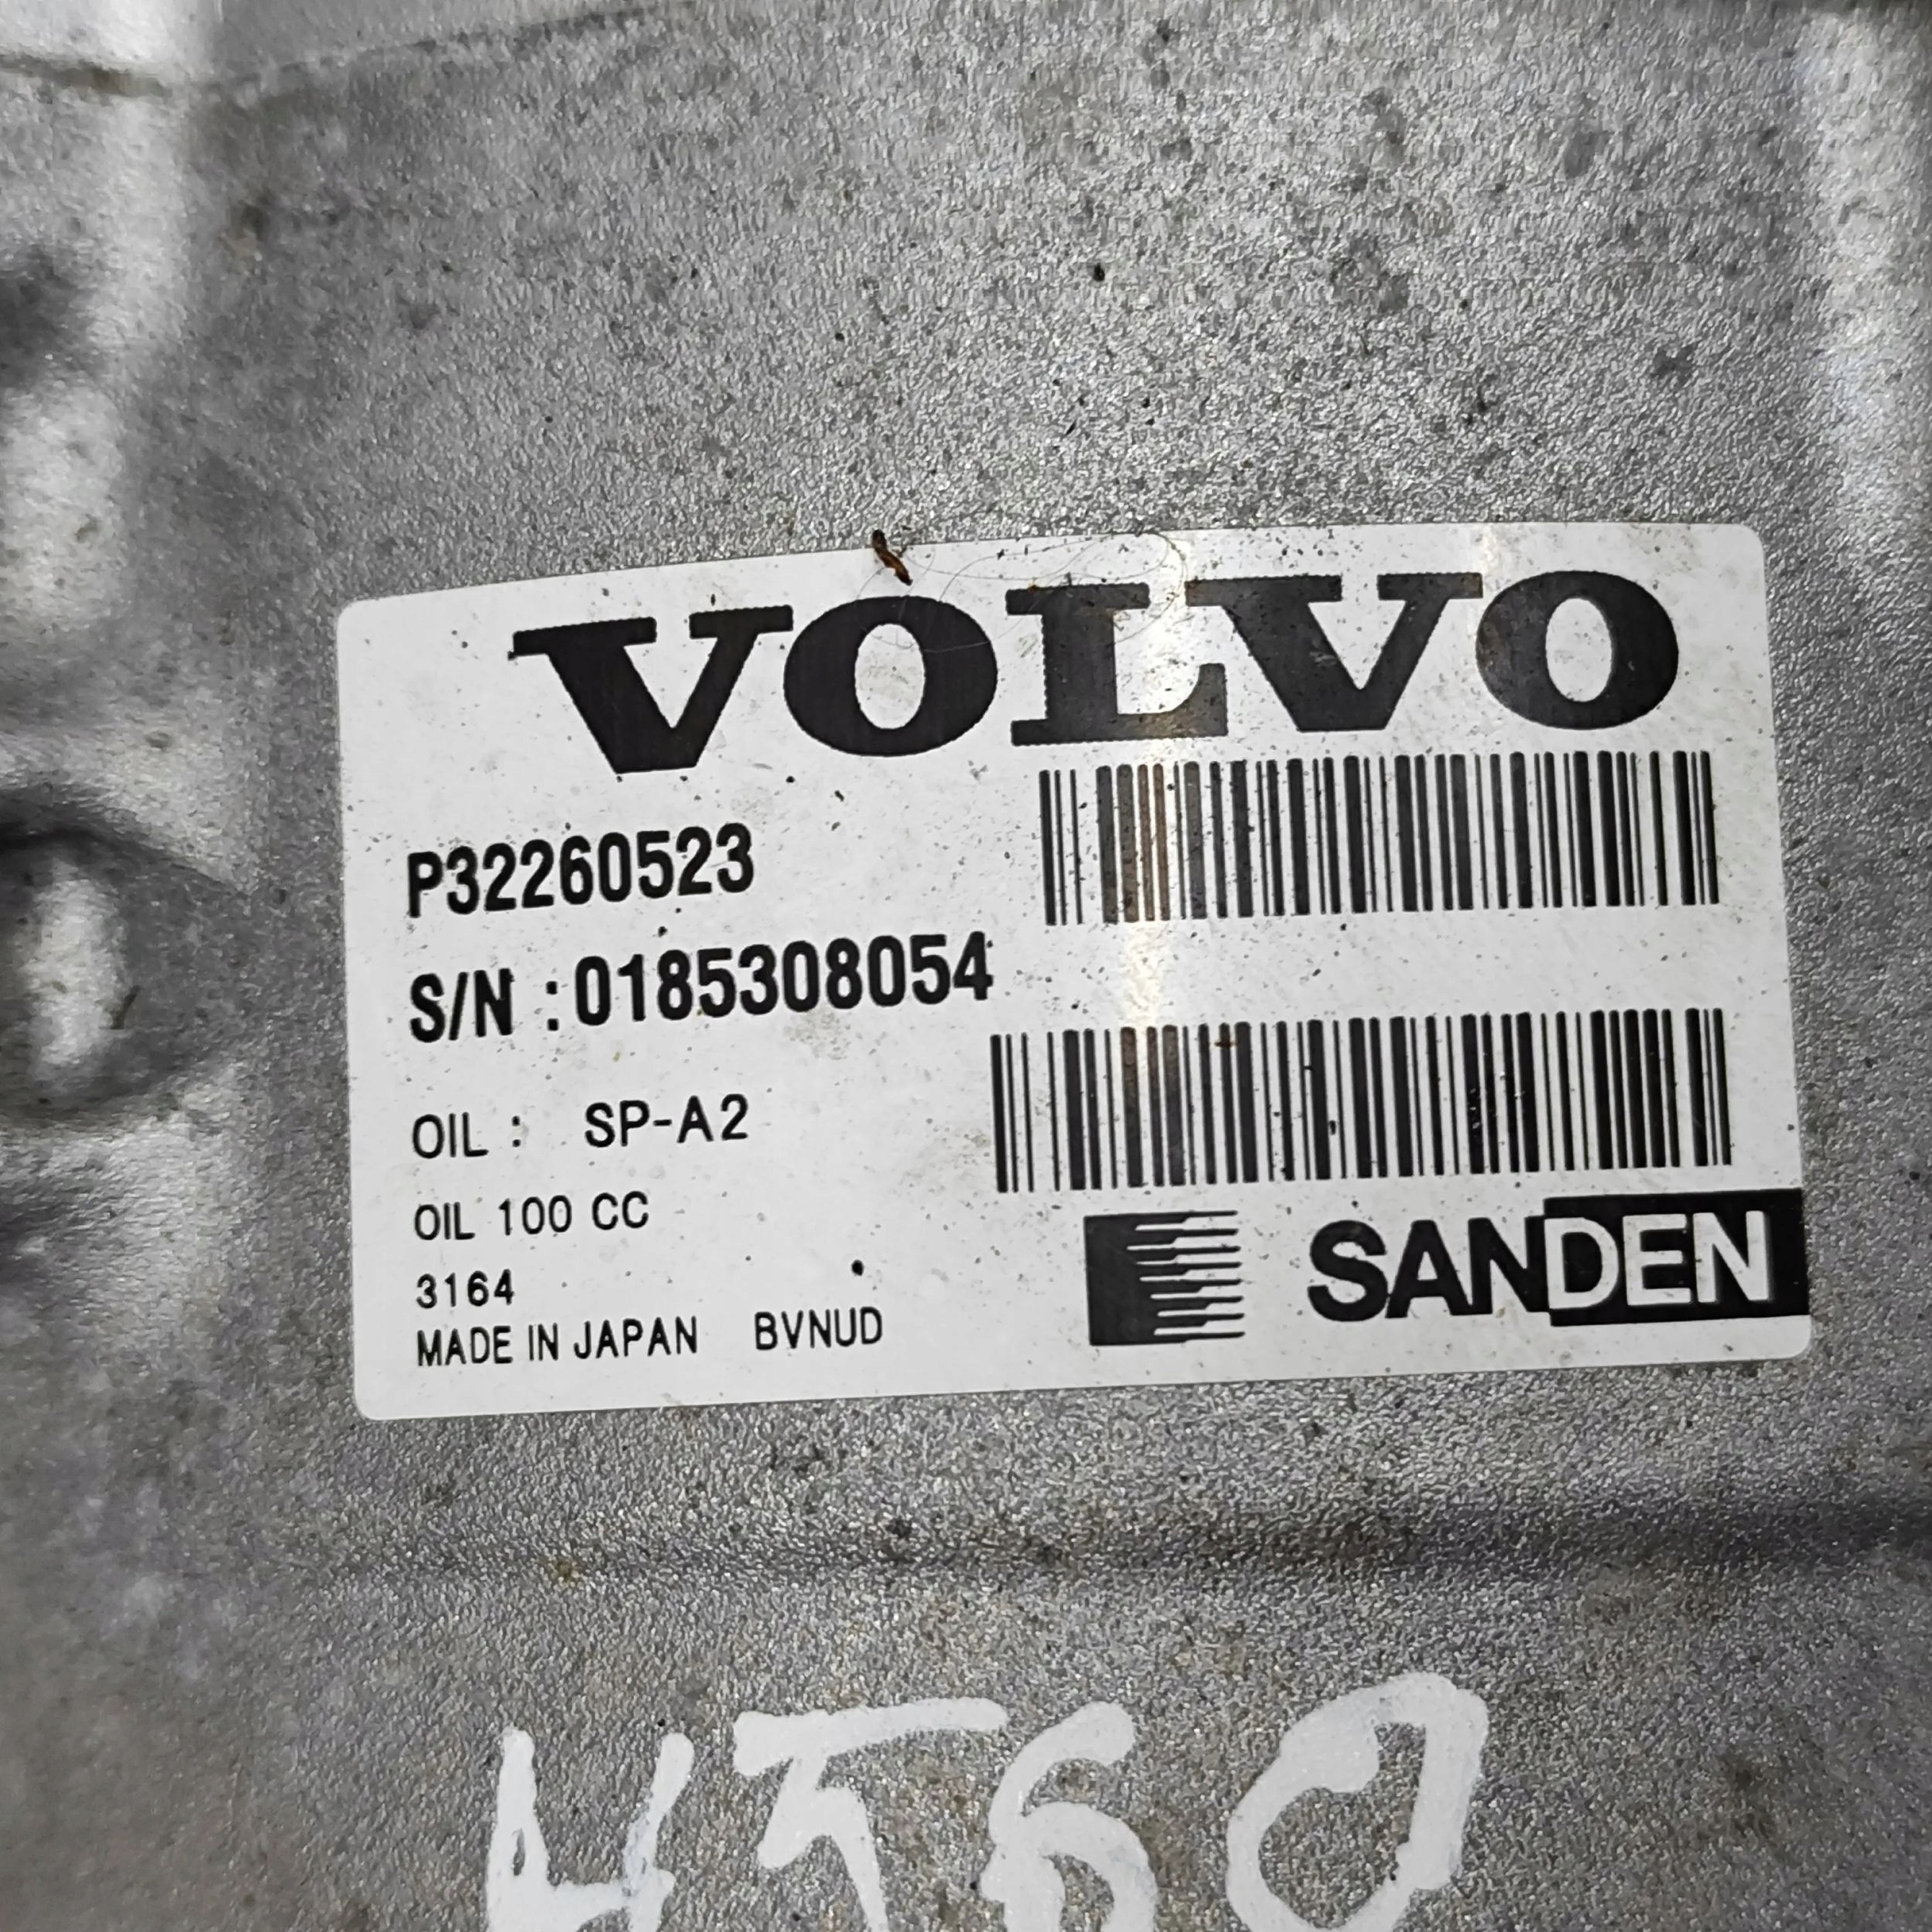 VOLVO
P32260523
S/N :0185308054
OIL : SP-A2
OIL 100 CC
3164
MADE IN JAPAN BVNUD
SANDEN